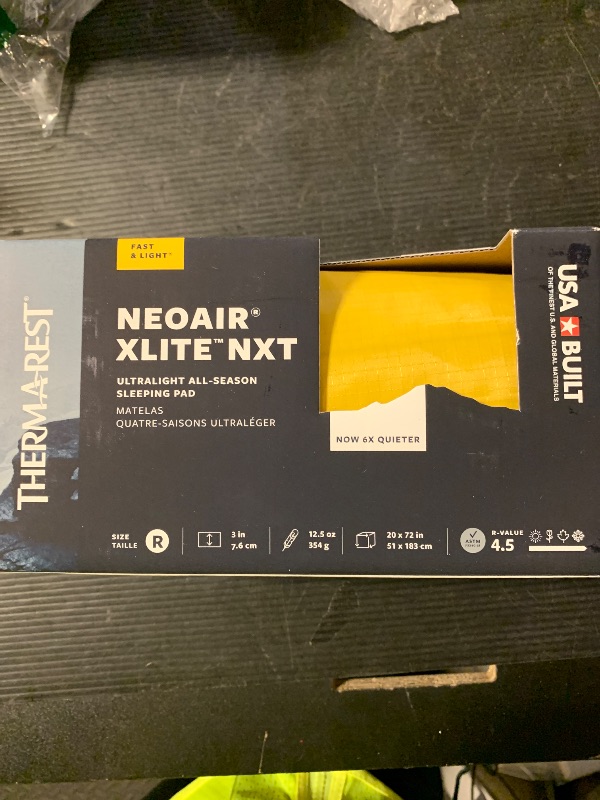 THERM-A-REST®
FAST
& LIGHT®
NEOAIR®
XLITE™ NXT
ULTRALIGHT ALL-SEASON
SLEEPING PAD
MATELAS
QUATRE-SAISONS ULTRALÉGER
NOW 6X QUIETER
USA BUILT
OF THE FINEST U.S. AND GLOBAL MATERIALS
SIZE
TAILLE
R
3 in
7.6 cm
12.5 oz
354 g
20 x 72 in
51 x 183 cm
ASTM
R-VALUE
4.5